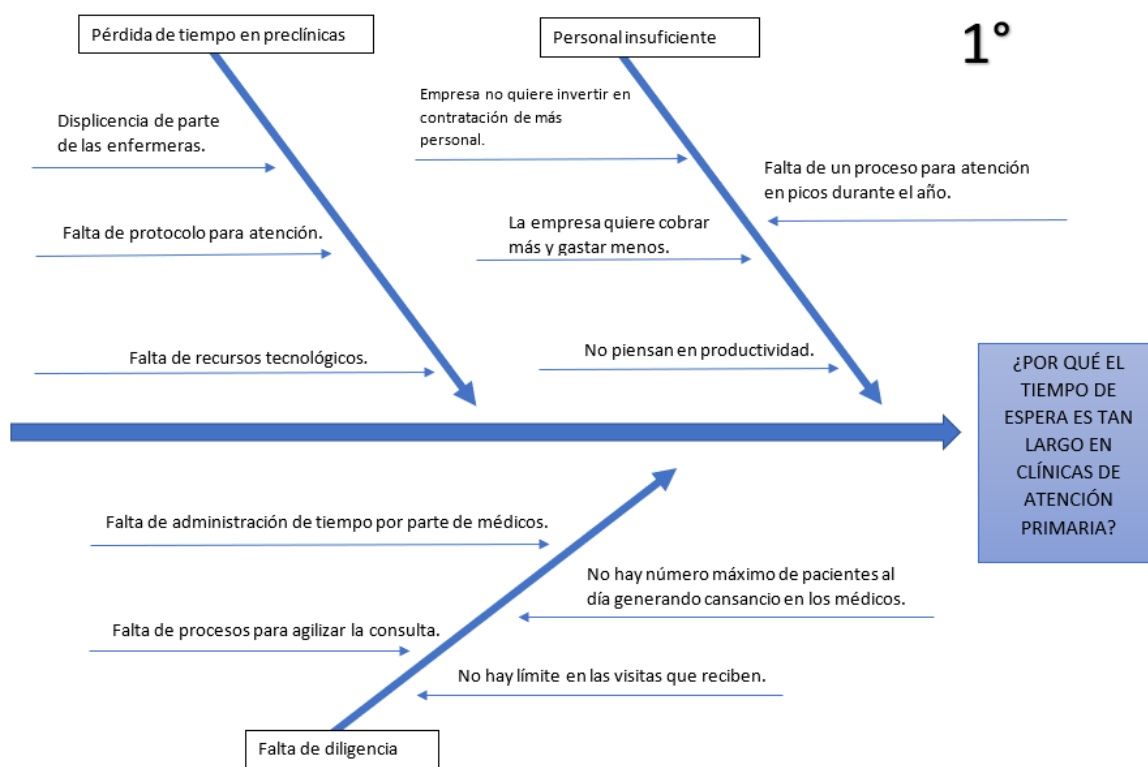 Pérdida de tiempo en preclínicas
Personal insuficiente
1°
Displicencia de parte
de las enfermeras.
Falta de protocolo para atención.
Falta de recursos tecnológicos.
Empresa no quiere invertir en
contratación de más
personal.
La empresa quiere cobrar
más y gastar menos.
No piensan en productividad.
Falta de un proceso para atención
en picos durante el año.
¿POR QUÉ EL
TIEMPO DE
ESPERA ES TAN
LARGO EN
CLÍNICAS DE
ATENCIÓN
PRIMARIA?
Falta de administración de tiempo por parte de médicos.
Falta de procesos para agilizar la consulta.
No hay número máximo de pacientes al
día generando cansancio en los médicos.
No hay límite en las visitas que reciben.
Falta de diligencia